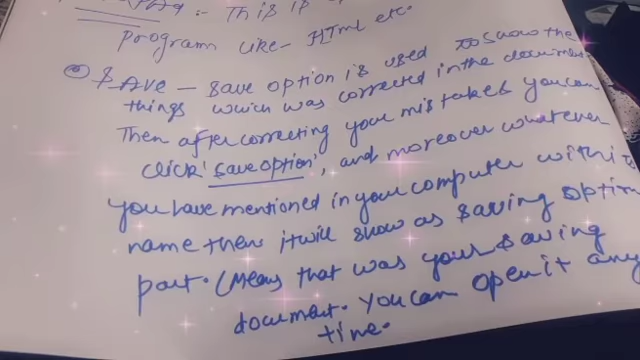 This is
Program like - HTML etc.
SAVE - Save option is used to show the
things which was corrected in the document
Then after correcting your mistakes you can
click 'save option', and moreover whatever
you have mentioned in your computer within
name then it will show as saving option
part. (Means that was your saving
document. You can open it any
time.